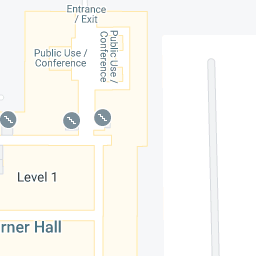 Entrance
/ Exit
Public Use /
Conference
Public Use /
Conference
Level 1
rner Hall